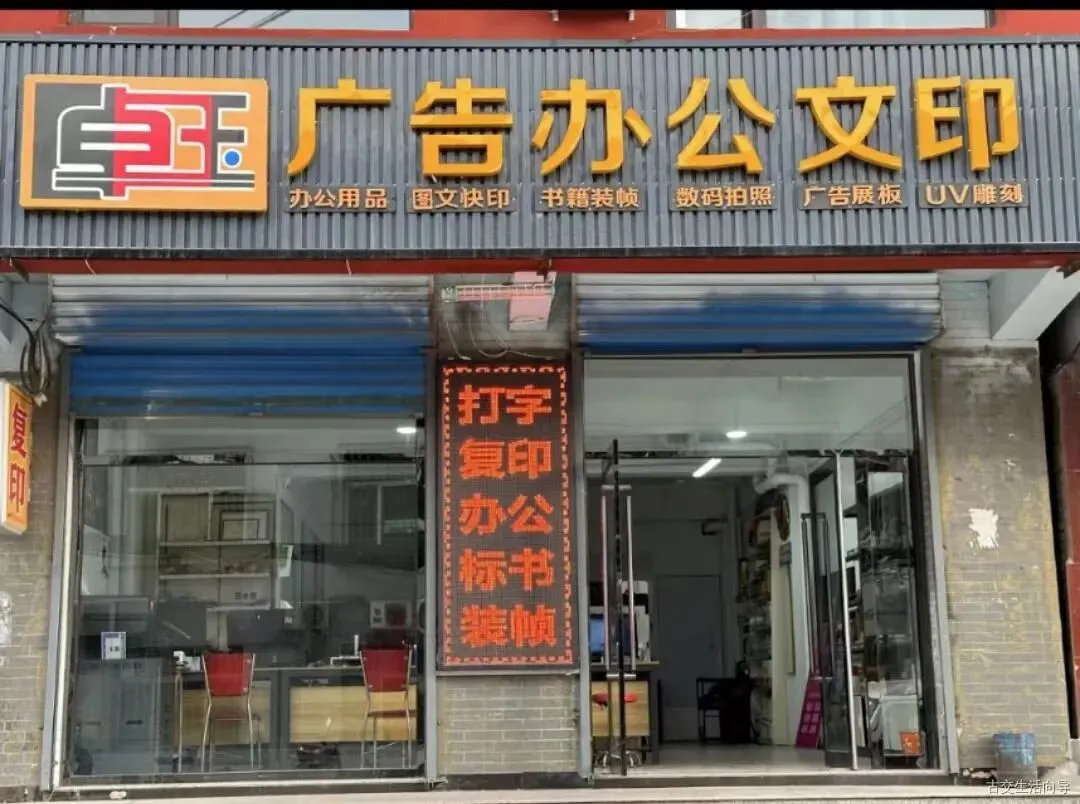 卓玉
广告办公文印
办公用品 图文快印 书籍装帧 数码拍照 广告展板 UV雕刻
打字
复印
办公
标书
装帧
复印
古交生活向导